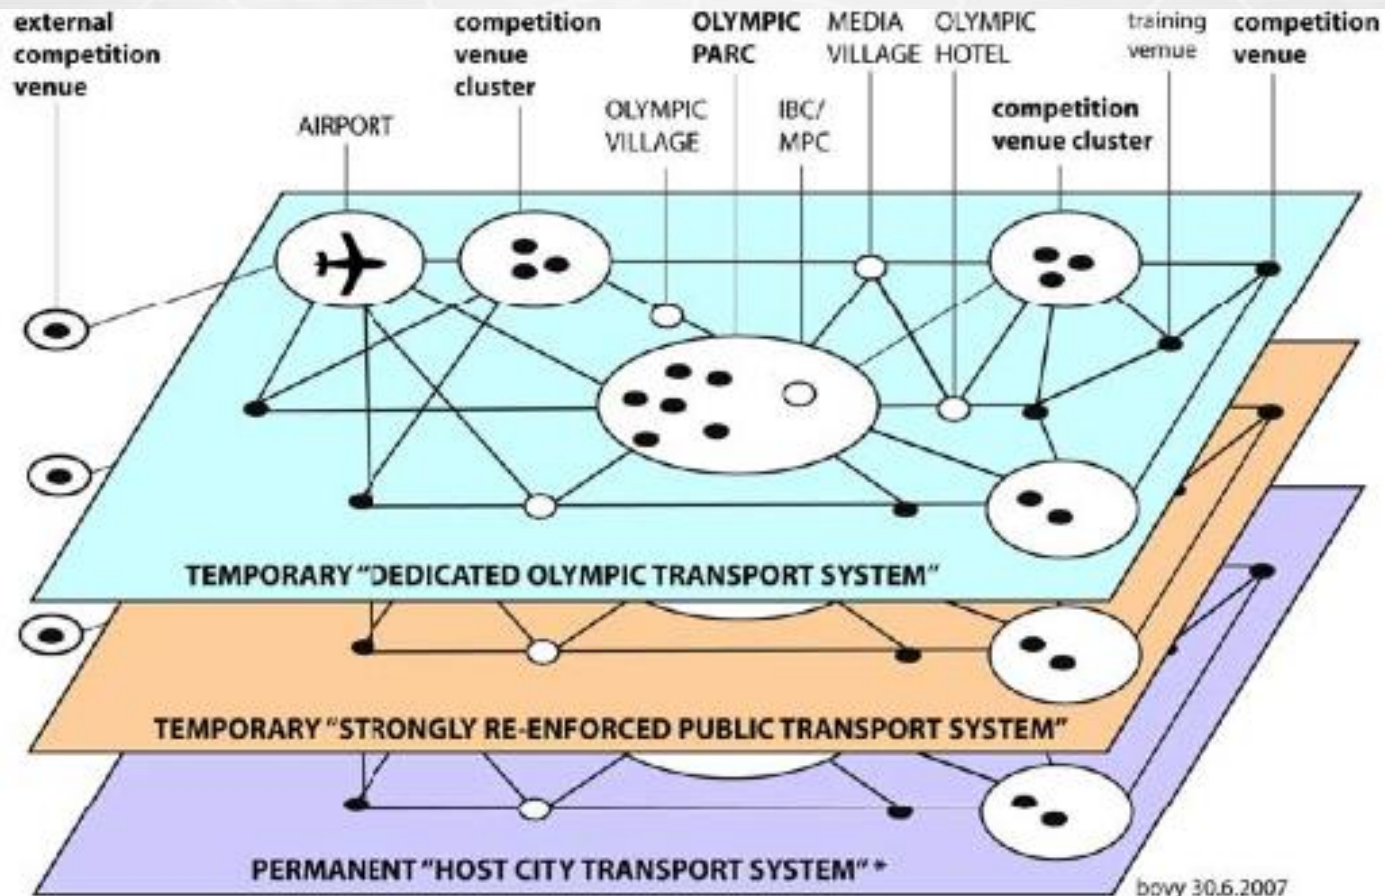 external
competition
venue
competition
venue
cluster
OLYMPIC
PARC
MEDIA
VILLAGE
OLYMPIC
HOTEL
training
vernue
competition
venue
AIRPORT
OLYMPIC
VILLAGE
IBC/
MPC
competition
venue cluster
TEMPORARY "DEDICATED OLYMPIC TRANSPORT SYSTEM"
TEMPORARY "STRONGLY RE-ENFORCED PUBLIC TRANSPORT SYSTEM"
PERMANENT "HOST CITY TRANSPORT SYSTEM" *
bovy 30.6.2007